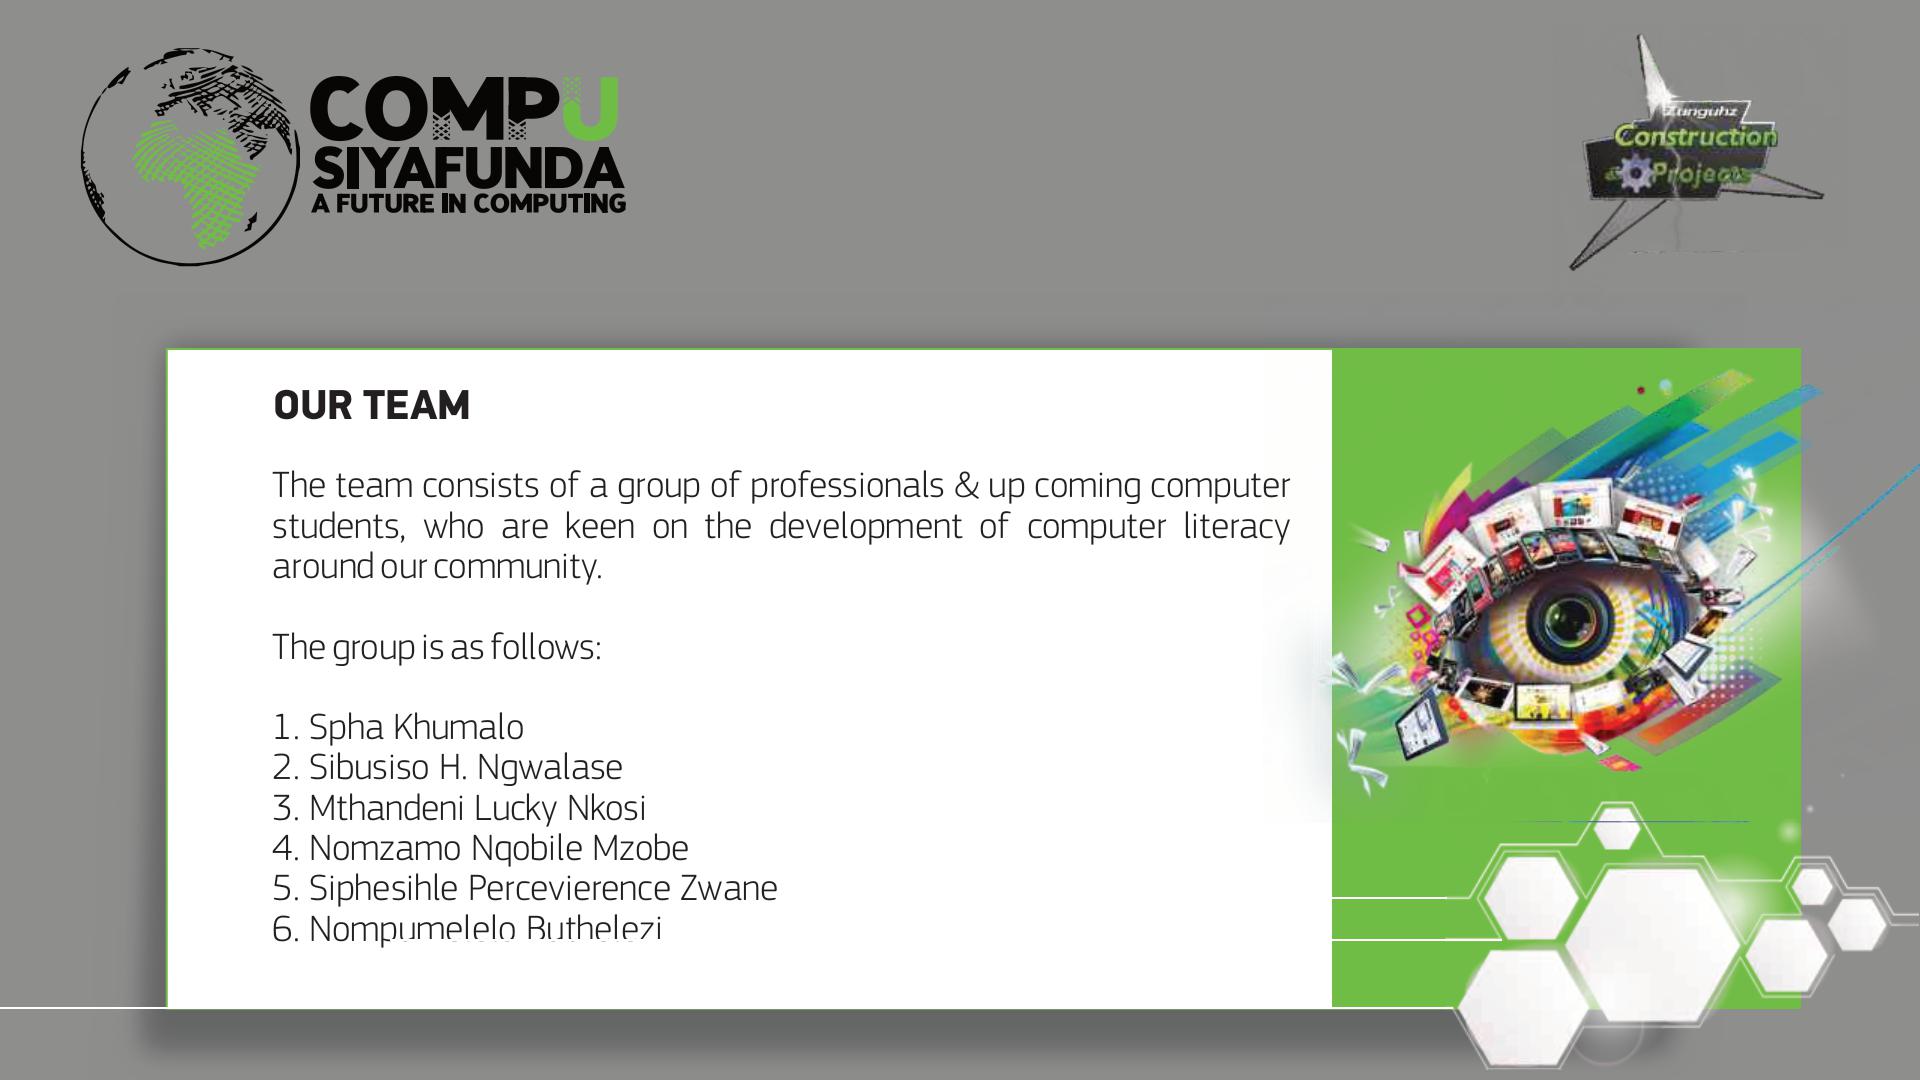 COMPU
SIYAFUNDA
A FUTURE IN COMPUTING
Zunguhz
Construction
& Projects
OUR TEAM
The team consists of a group of professionals & up coming computer
students, who are keen on the development of computer literacy
around our community.
The group is as follows:
1. Spha Khumalo
2. Sibusiso H. Ngwalase
3. Mthandeni Lucky Nkosi
4. Nomzamo Nqobile Mzobe
5. Siphesihle Percevierence Zwane
6. Nompumelelo Buthelezi